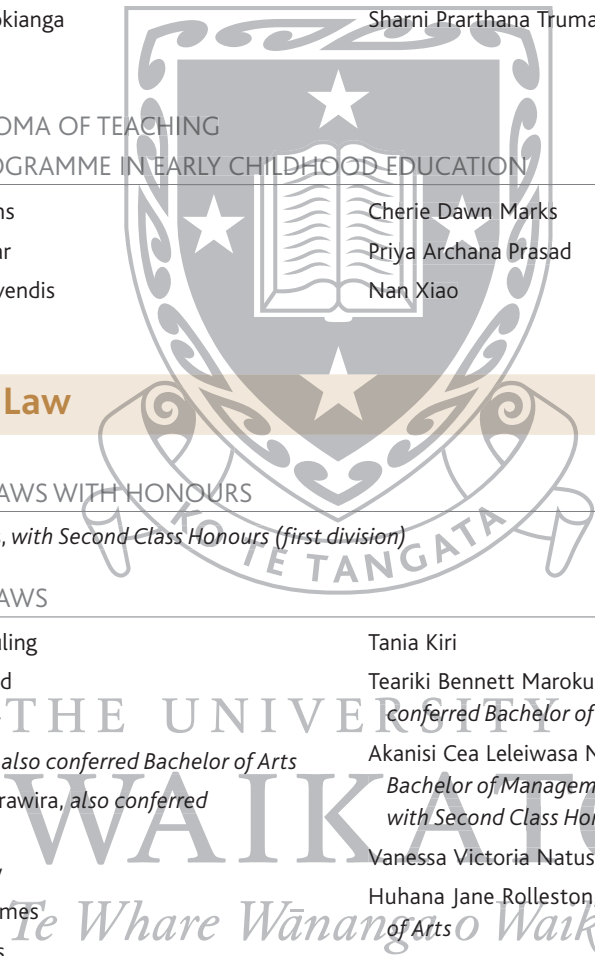 okianga
Sharni Prarthana Truma
OMA OF TEACHING
OGRAMME IN EARLY CHILDHOOD EDUCATION
ns
ar
vendis
Cherie Dawn Marks
Priya Archana Prasad
Nan Xiao
Law
AWS WITH HONOURS
, with Second Class Honours (first division)
KO TE TANGATA
AWS
ling
d
also conferred Bachelor of Arts
rawira, also conferred
y
mes
s
Tania Kiri
Teariki Bennett Maroku
conferred Bachelor of
Akanisi Cea Leleiwasa N
Bachelor of Managem
with Second Class Hon
Vanessa Victoria Natus
Huhana Jane Rolleston,
of Arts
THE UNIVERSITY
WAIKATO
Te Whare Wānanga o Waik